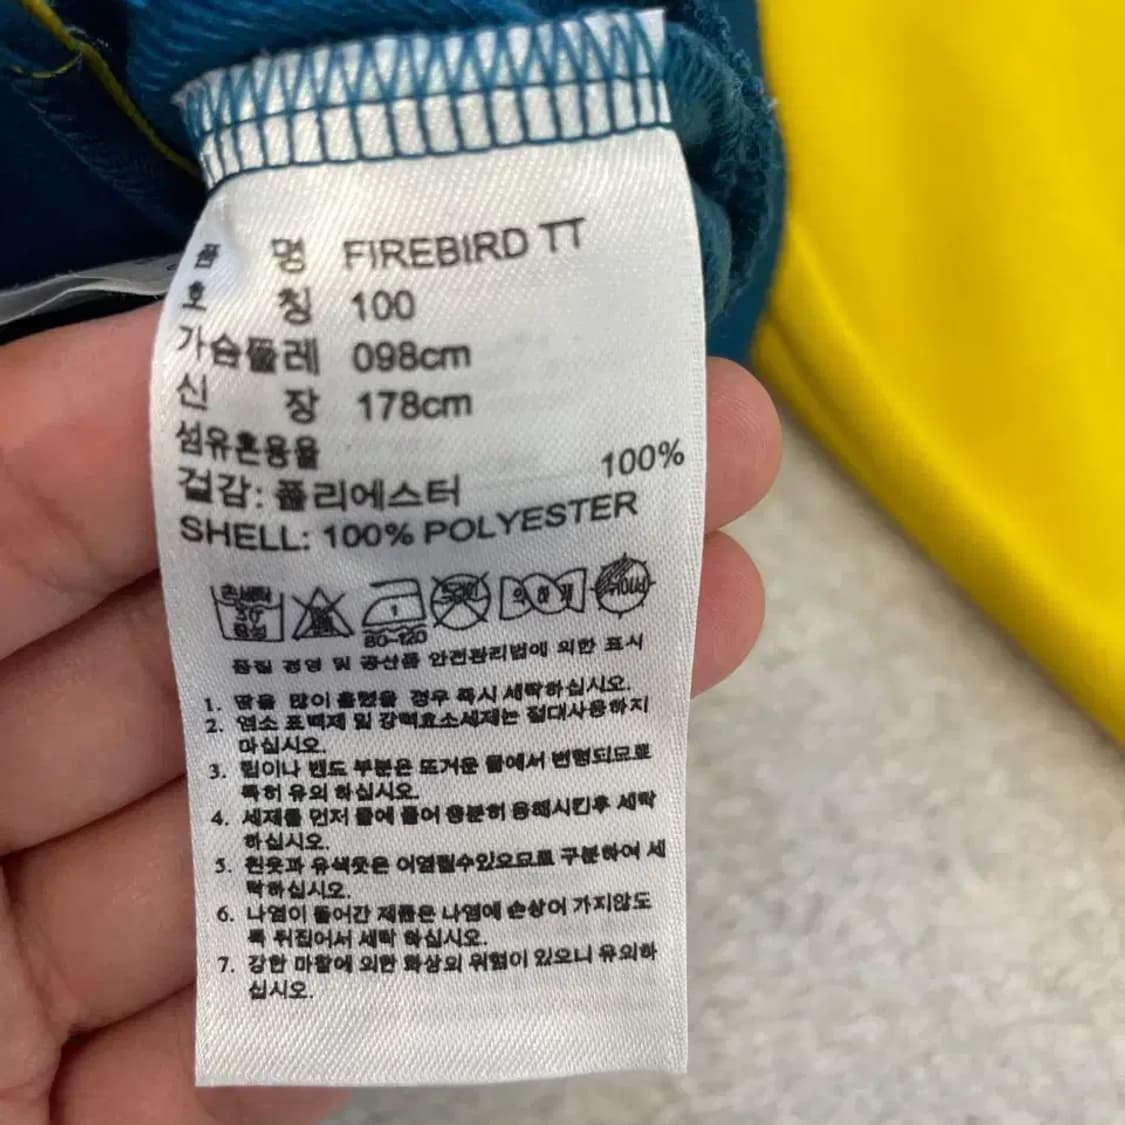 품 명 FIREBIRD TT
호 칭 100
가슴둘레 098cm
신 장 178cm
섬유혼용율
100%
겉감: 폴리에스터
SHELL: 100% POLYESTER
80~120
품질 경영 및 공산품 안전관리법에 의한 표시
1. 땀을 많이 흘렸을 경우 즉시 세탁하십시오.
2. 염소 표백제 및 강력효소세제는 절대사용하지
마십시오.
3. 립이나 밴드 부분은 뜨거운 물에서 변형되므로
특히 유의 하십시오.
4. 세제를 먼저 물에 풀어 충분히 용해시킨후 세탁
하십시오.
5. 흰옷과 유색옷은 이염될수있으므로 구분하여 세
탁하십시오.
6. 나염이 들어간 제품은 나염에 손상이 가지않도
록 뒤집어서 세탁 하십시오.
7. 강한 마찰에 의한 화상의 위험이 있으니 유의하
십시오.